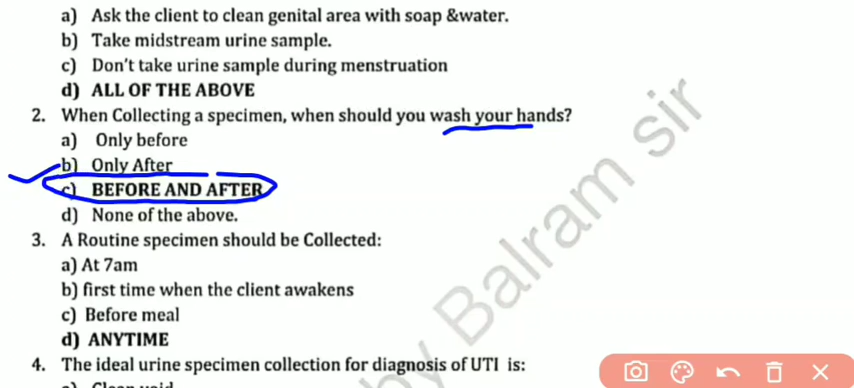 a) Ask the client to clean genital area with soap &water.
b) Take midstream urine sample.
c) Don't take urine sample during menstruation
d) ALL OF THE ABOVE
2. When Collecting a specimen, when should you wash your hands?
a) Only before
b) Only After
c) BEFORE AND AFTER
d) None of the above.
3. A Routine specimen should be Collected:
a) At 7am
b) first time when the client awakens
c) Before meal
d) ANYTIME
4. The ideal urine specimen collection for diagnosis of UTI is:
a) Clean void
by Balram sir